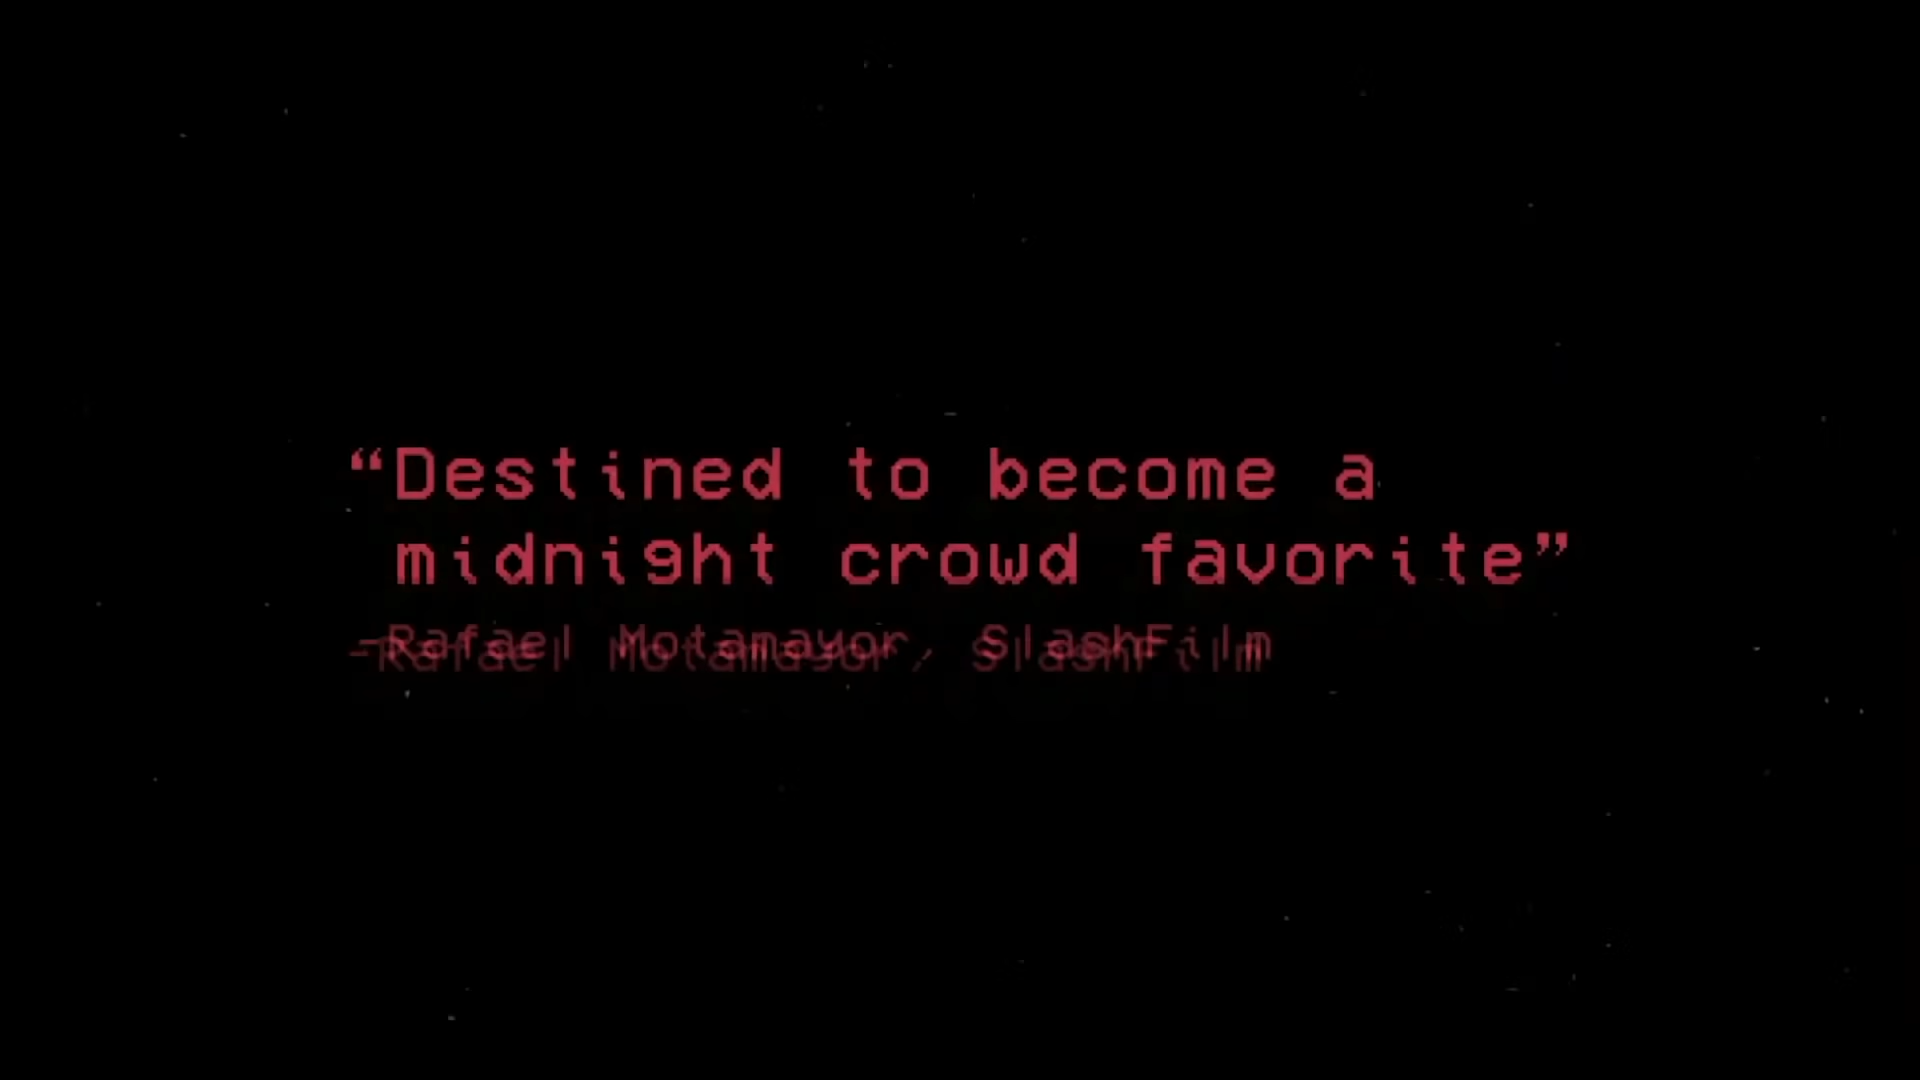 “Destined to become a
midnight crowd favorite”
-Rafael Motamayor, SlashFilm